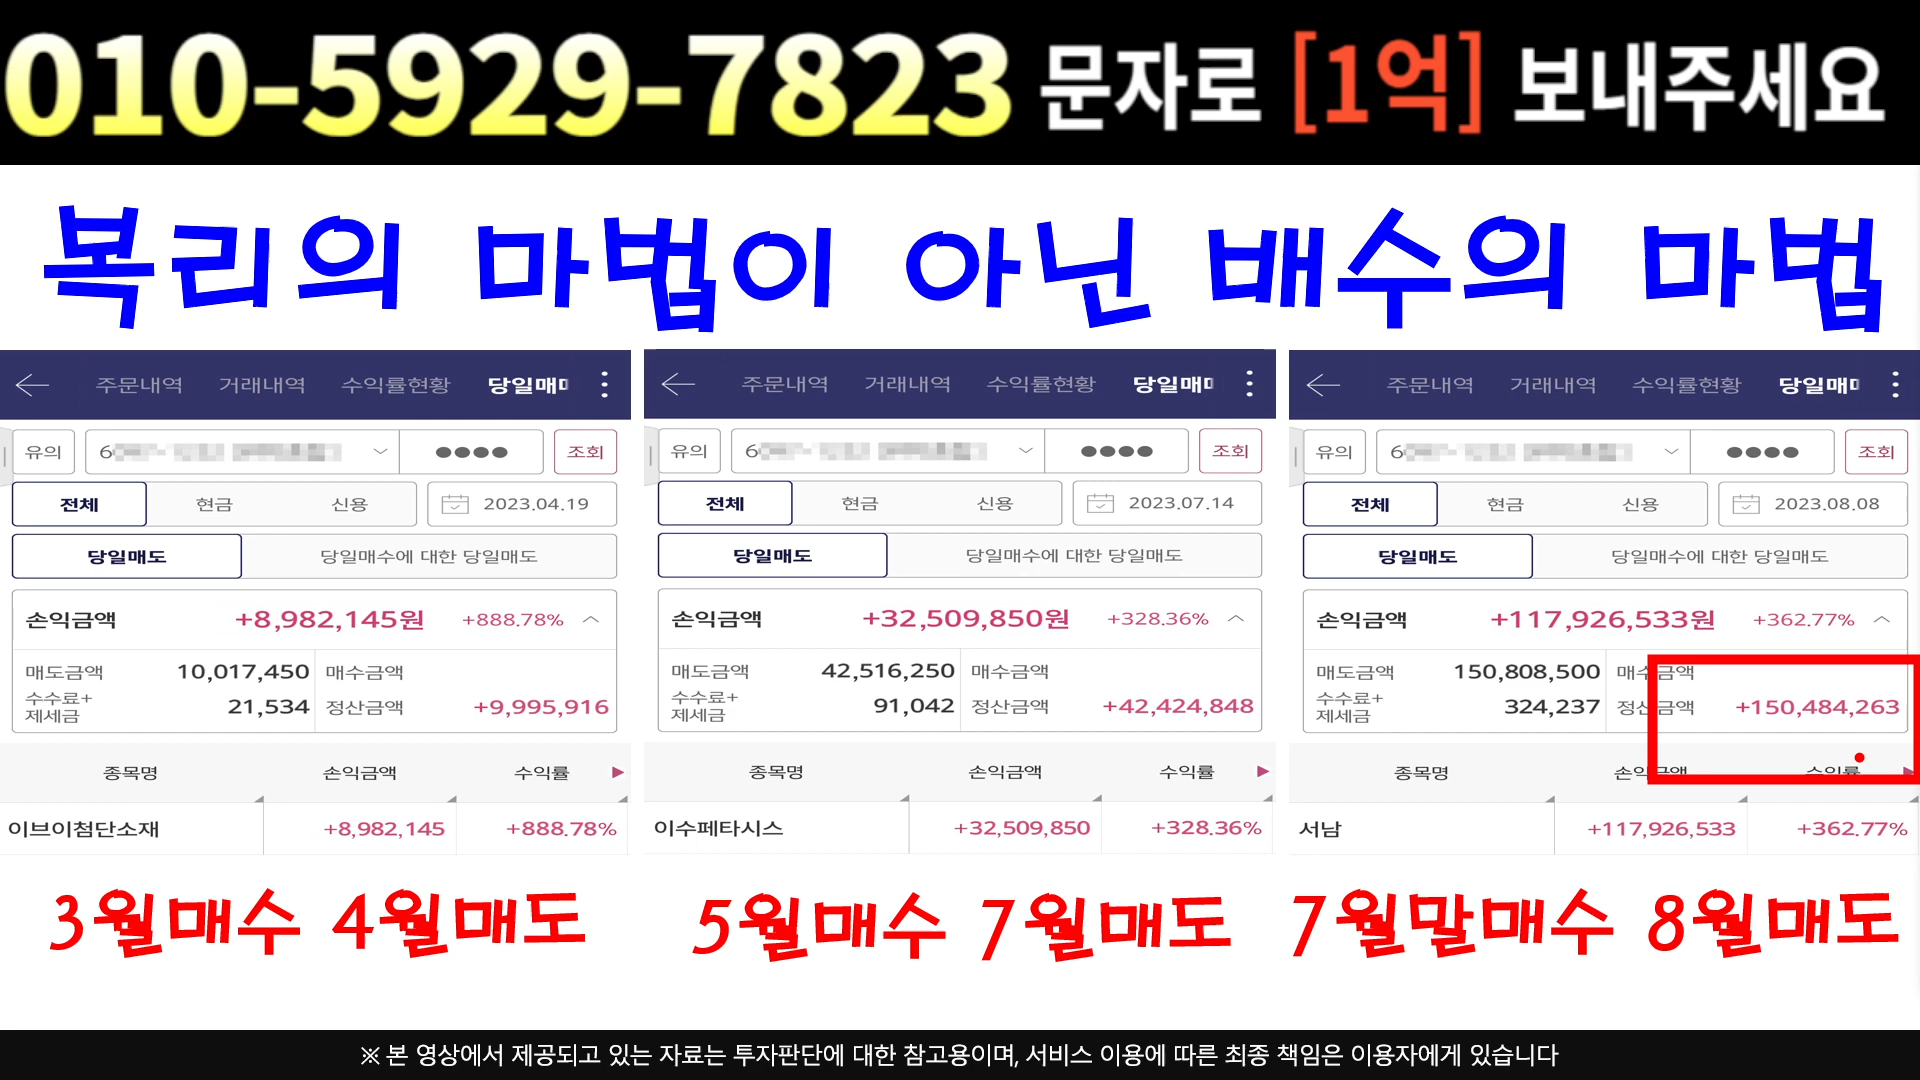 010-5929-7823 문자로 [1억] 보내주세요
복리의 마법이 아닌 배수의 마법
주문내역 거래내역 수익률현황 당일매
유의 6 ●●●● 조회
전체 현금 신용 2023.04.19
당일매도 당일매수에 대한 당일매도
손익금액 +8,982,145원 +888.78%
매도금액 10,017,450 매수금액
수수료+
제세금 21,534 정산금액 +9,995,916
종목명 손익금액 수익률
이브이첨단소재 +8,982,145 +888.78%
3월매수 4월매도
주문내역 거래내역 수익률현황 당일매
유의 6 ●●●● 조회
전체 현금 신용 2023.07.14
당일매도 당일매수에 대한 당일매도
손익금액 +32,509,850원 +328.36%
매도금액 42,516,250 매수금액
수수료+
제세금 91,042 정산금액 +42,424,848
종목명 손익금액 수익률
이수페타시스 +32,509,850 +328.36%
5월매수 7월매도
주문내역 거래내역 수익률현황 당일매
유의 6 ●●●● 조회
전체 현금 신용 2023.08.08
당일매도 당일매수에 대한 당일매도
손익금액 +117,926,533원 +362.77%
매도금액 150,808,500 매수금액
수수료+
제세금 324,237 정산금액 +150,484,263
종목명 손익금액 수익률
서남 +117,926,533 +362.77%
7월말매수 8월매도
※ 본 영상에서 제공되고 있는 자료는 투자판단에 대한 참고용이며, 서비스 이용에 따른 최종 책임은 이용자에게 있습니다